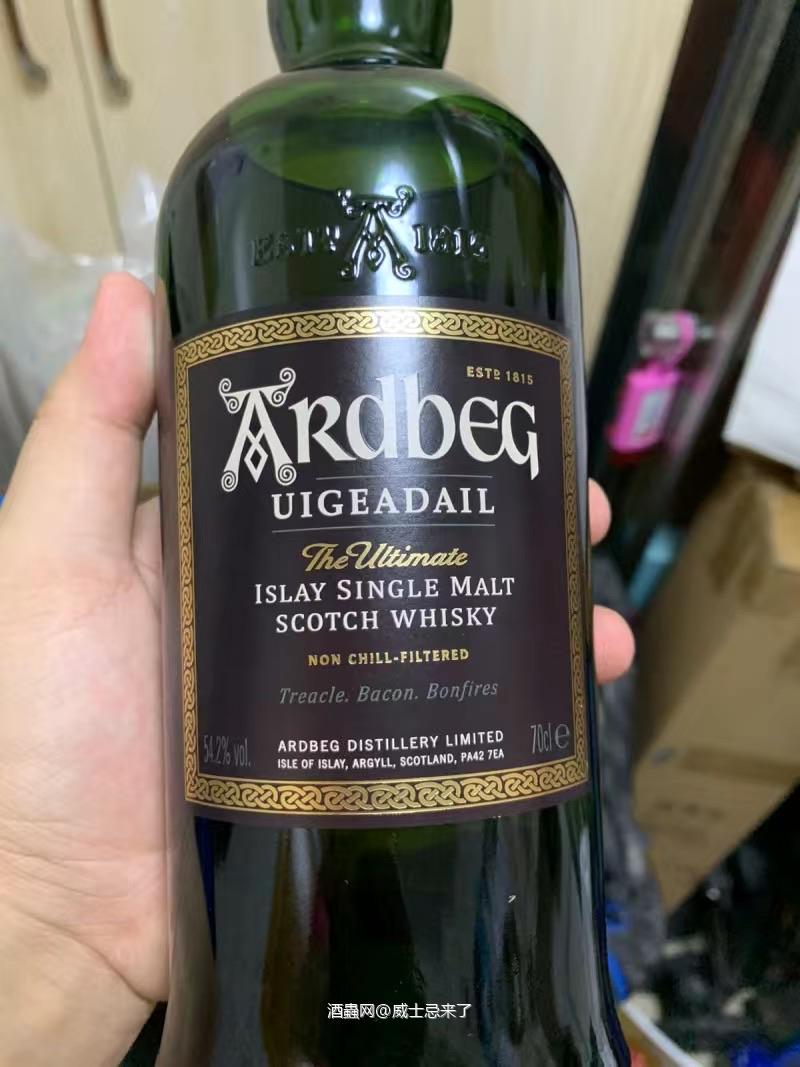 ESTD 1815
ESTD 1815
ARDBEG
UIGEADAIL
The Ultimate
ISLAY SINGLE MALT
SCOTCH WHISKY
NON CHILL-FILTERED
Treacle. Bacon. Bonfires
54.2% vol.
ARDBEG DISTILLERY LIMITED
70cl e
ISLE OF ISLAY, ARGYLL, SCOTLAND, PA42 7EA
酒蟲网@威士忌来了